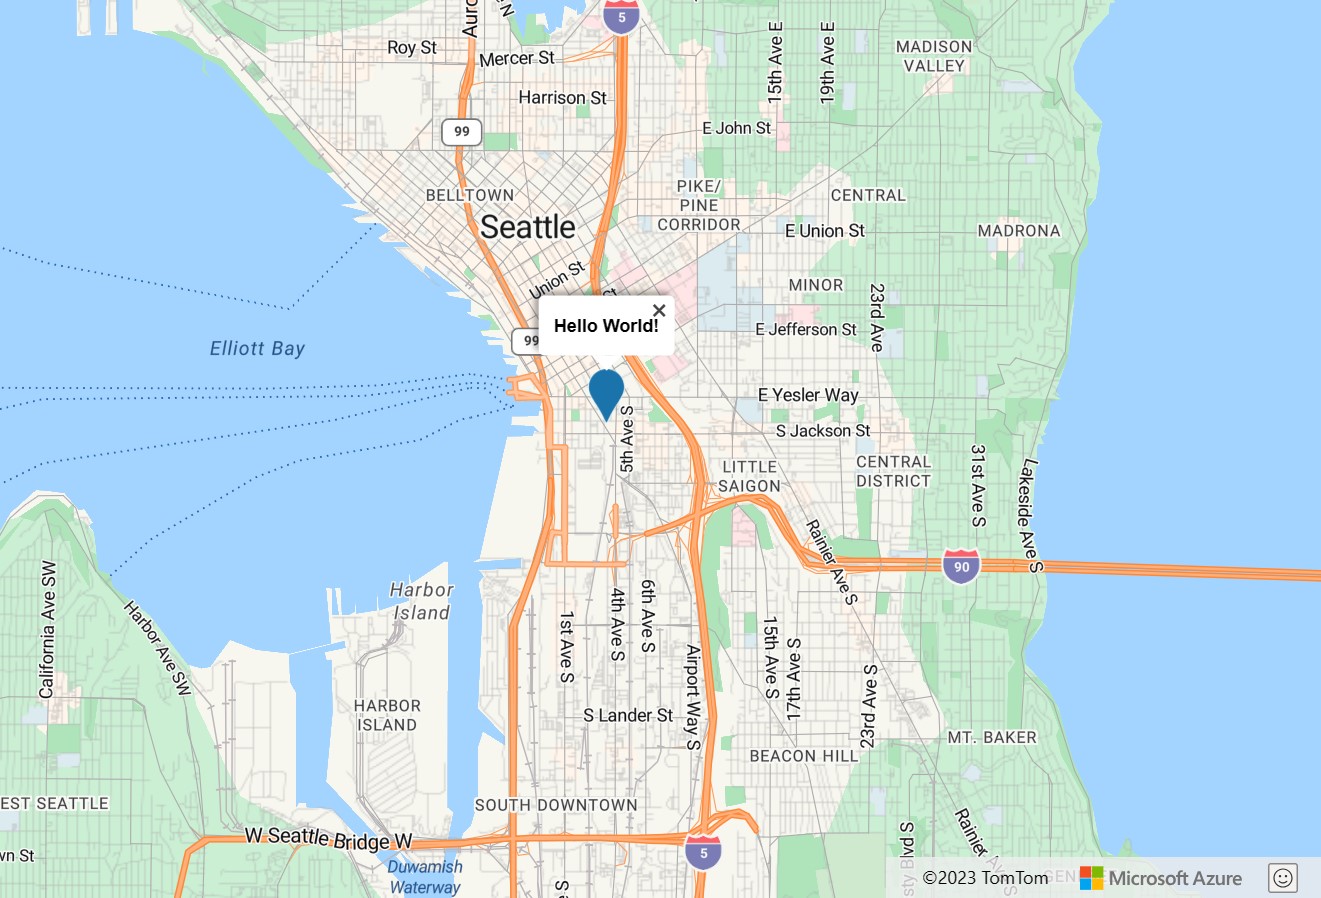 5
Roy St
Mercer St
15th Ave E
19th Ave E
MADISON
VALLEY
Harrison St
99
E John St
BELLTOWN
PIKE/
PINE
CORRIDOR
CENTRAL
Seattle
E Union St
MADRONA
Union St
MINOR
Hello World!
99
E Jefferson St
23rd Ave
Elliott Bay
E Yesler Way
5th Ave S
S Jackson St
LITTLE
SAIGON
CENTRAL
DISTRICT
31st Ave S
Lakeside Ave S
Rainier Ave S
90
California Ave SW
Harbor Ave SW
Harbor
Island
1st Ave S
4th Ave S
6th Ave S
Airport Way S
15th Ave S
17th Ave S
23rd Ave S
HARBOR
ISLAND
S Lander St
MT. BEAKER
BEACON HILL
EST SEATTLE
SOUTH DOWNTOWN
W Seattle Bridge W
5
Duwamish
Waterway
Rainier
©2023 TomTom
Microsoft Azure